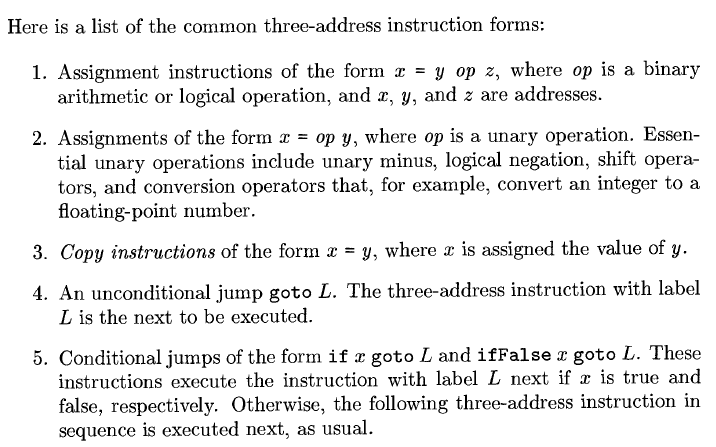 Here is a list of the common three-address instruction forms:
1. Assignment instructions of the form x = y op z, where op is a binary
arithmetic or logical operation, and x, y, and z are addresses.
2. Assignments of the form x = op y, where op is a unary operation. Essen-
tial unary operations include unary minus, logical negation, shift opera-
tors, and conversion operators that, for example, convert an integer to a
floating-point number.
3. Copy instructions of the form x = y, where x is assigned the value of y.
4. An unconditional jump goto L. The three-address instruction with label
L is the next to be executed.
5. Conditional jumps of the form if x goto L and ifFalse x goto L. These
instructions execute the instruction with label L next if x is true and
false, respectively. Otherwise, the following three-address instruction in
sequence is executed next, as usual.